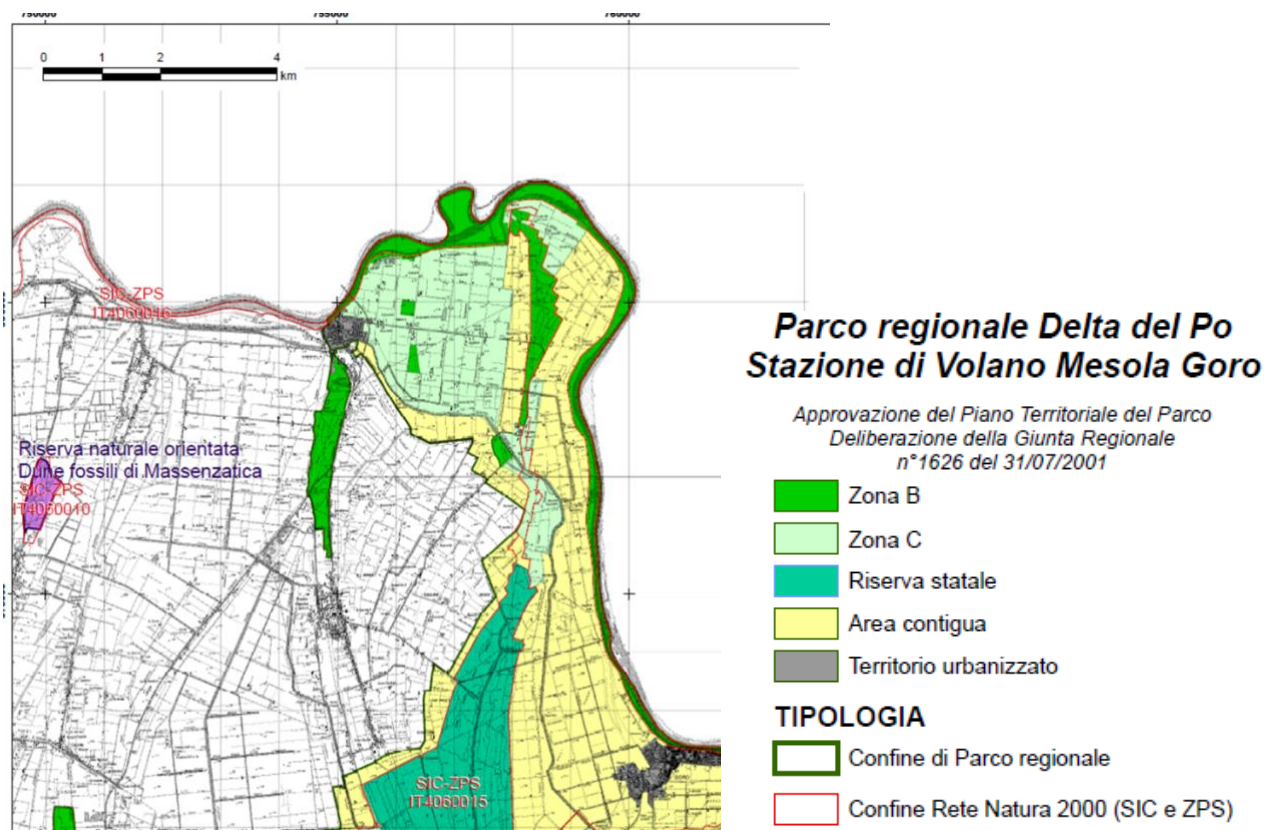 750000
755000
760000
0 1 2 4
km
SIC-ZPS
IT4060016
Riserva naturale orientata
Dune fossili di Massenzatica
SIC-ZPS
IT4060010
SIC-ZPS
IT4060015
Parco regionale Delta del Po
Stazione di Volano Mesola Goro
Approvazione del Piano Territoriale del Parco
Deliberazione della Giunta Regionale
n°1626 del 31/07/2001
Zona B
Zona C
Riserva statale
Area contigua
Territorio urbanizzato
TIPOLOGIA
Confine di Parco regionale
Confine Rete Natura 2000 (SIC e ZPS)